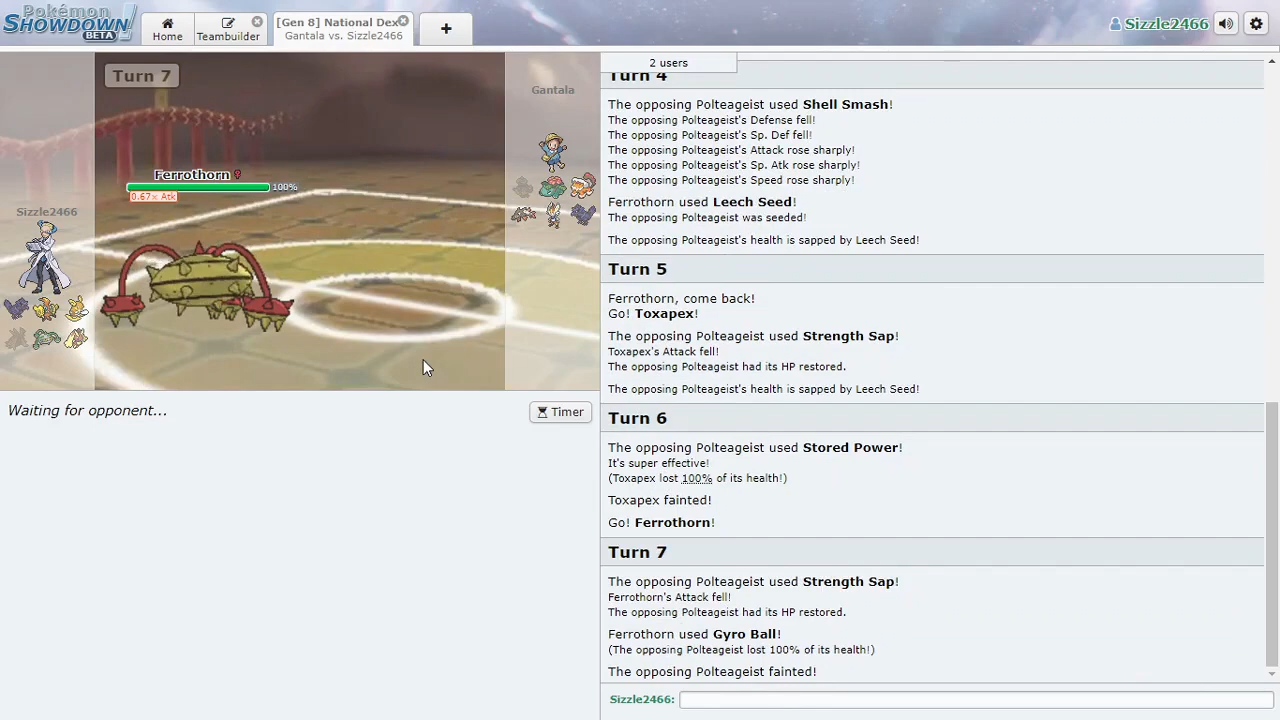 Pokémon
SHOWDOWN!
BETA
Home
Teambuilder
[Gen 8] National Dex
Gantala vs. Sizzle2466
+
Sizzle2466
Turn 7
Gantala
Ferrothorn
100%
0.67× Atk
Sizzle2466
Waiting for opponent...
Timer
2 users
Turn 4
The opposing Polteageist used Shell Smash!
The opposing Polteageist's Defense fell!
The opposing Polteageist's Sp. Def fell!
The opposing Polteageist's Attack rose sharply!
The opposing Polteageist's Sp. Atk rose sharply!
The opposing Polteageist's Speed rose sharply!
Ferrothorn used Leech Seed!
The opposing Polteageist was seeded!
The opposing Polteageist's health is sapped by Leech Seed!
Turn 5
Ferrothorn, come back!
Go! Toxapex!
The opposing Polteageist used Strength Sap!
Toxapex's Attack fell!
The opposing Polteageist had its HP restored.
The opposing Polteageist's health is sapped by Leech Seed!
Turn 6
The opposing Polteageist used Stored Power!
It's super effective!
(Toxapex lost 100% of its health!)
Toxapex fainted!
Go! Ferrothorn!
Turn 7
The opposing Polteageist used Strength Sap!
Ferrothorn's Attack fell!
The opposing Polteageist had its HP restored.
Ferrothorn used Gyro Ball!
(The opposing Polteageist lost 100% of its health!)
The opposing Polteageist fainted!
Sizzle2466: